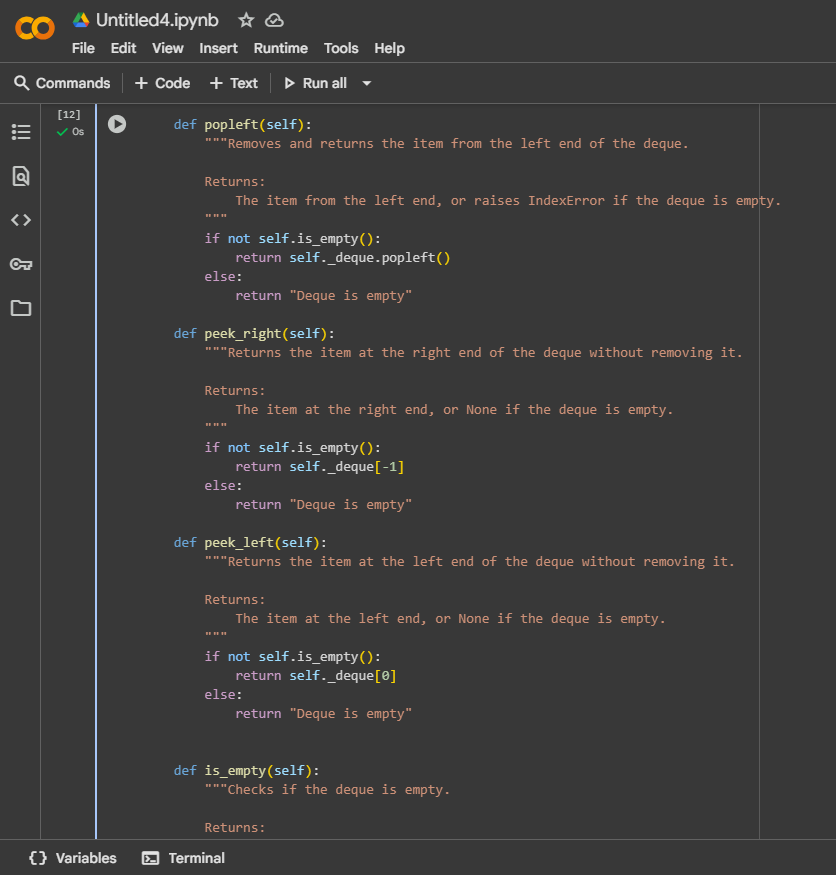 Untitled4.ipynb
File Edit View Insert Runtime Tools Help
Commands + Code + Text Run all
[12]
0s
def popleft(self):
"""Removes and returns the item from the left end of the deque.
Returns:
The item from the left end, or raises IndexError if the deque is empty.
"""
if not self.is_empty():
return self._deque.popleft()
else:
return "Deque is empty"
def peek_right(self):
"""Returns the item at the right end of the deque without removing it.
Returns:
The item at the right end, or None if the deque is empty.
"""
if not self.is_empty():
return self._deque[-1]
else:
return "Deque is empty"
def peek_left(self):
"""Returns the item at the left end of the deque without removing it.
Returns:
The item at the left end, or None if the deque is empty.
"""
if not self.is_empty():
return self._deque[0]
else:
return "Deque is empty"
def is_empty(self):
"""Checks if the deque is empty.
Returns:
Variables Terminal